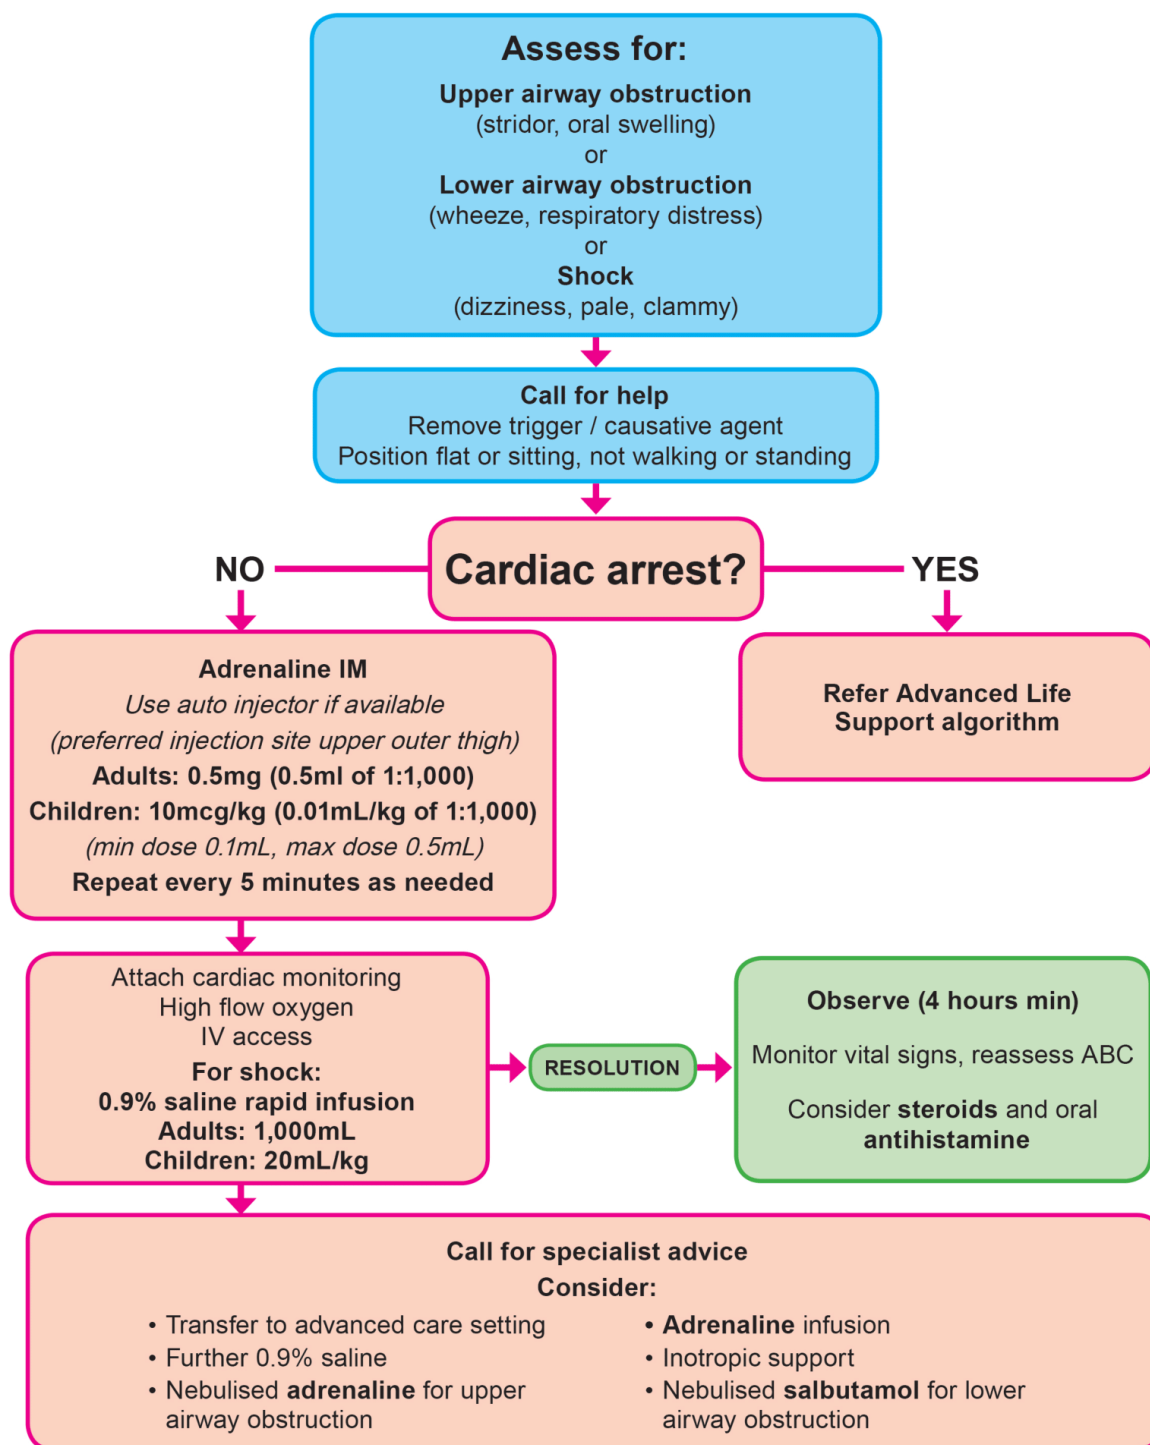 Assess for:
Upper airway obstruction
(stridor, oral swelling)
or
Lower airway obstruction
(wheeze, respiratory distress)
or
Shock
(dizziness, pale, clammy)
Call for help
Remove trigger / causative agent
Position flat or sitting, not walking or standing
Cardiac arrest?
NO
YES
Adrenaline IM
Use auto injector if available
(preferred injection site upper outer thigh)
Adults: 0.5mg (0.5ml of 1:1,000)
Children: 10mcg/kg (0.01mL/kg of 1:1,000)
(min dose 0.1mL, max dose 0.5mL)
Repeat every 5 minutes as needed
Refer Advanced Life
Support algorithm
Attach cardiac monitoring
High flow oxygen
IV access
For shock:
0.9% saline rapid infusion
Adults: 1,000mL
Children: 20mL/kg
RESOLUTION
Observe (4 hours min)
Monitor vital signs, reassess ABC
Consider steroids and oral
antihistamine
Call for specialist advice
Consider:
• Transfer to advanced care setting
• Further 0.9% saline
• Nebulised adrenaline for upper
airway obstruction
• Adrenaline infusion
• Inotropic support
• Nebulised salbutamol for lower
airway obstruction